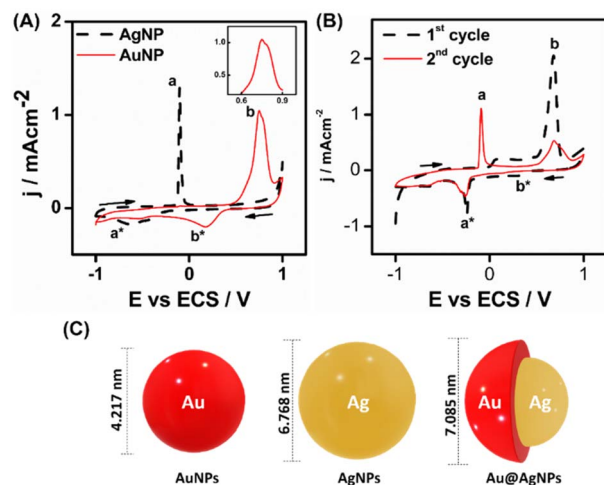 (A)
AgNP
AuNP
a
b
a*
b*
1.0
0.5
0.6 0.9
2
1
0
-1 0 1
j / mAcm-2
E vs ECS / V
(B)
1st cycle
2nd cycle
a
b
a*
b*
2
1
0
-1
-1 0 1
j / mAcm-2
E vs ECS / V
(C)
4.217 nm
Au
AuNPs
6.768 nm
Ag
AgNPs
7.085 nm
Au Ag
Au@AgNPs